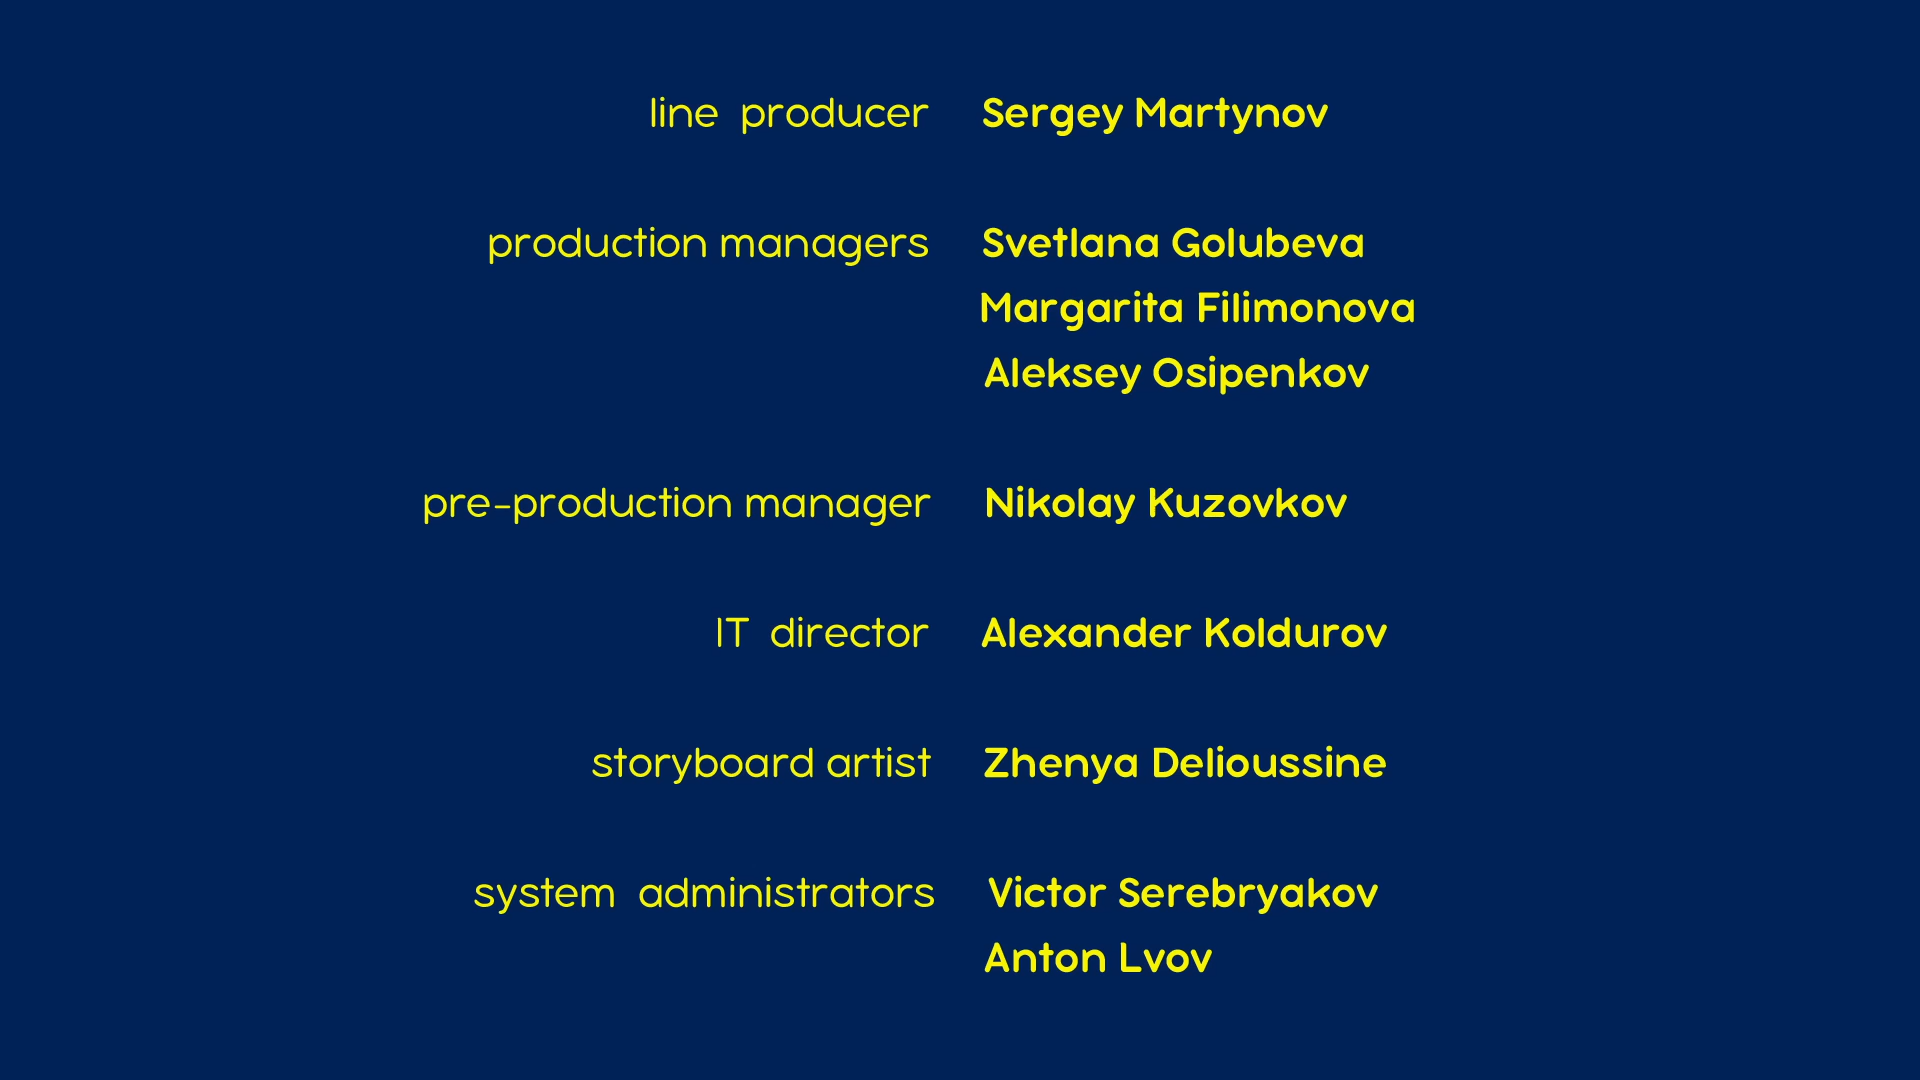 line producer Sergey Martynov
production managers Svetlana Golubeva
Margarita Filimonova
Aleksey Osipenkov
pre-production manager Nikolay Kuzovkov
IT director Alexander Koldurov
storyboard artist Zhenya Delioussine
system administrators Victor Serebryakov
Anton Lvov